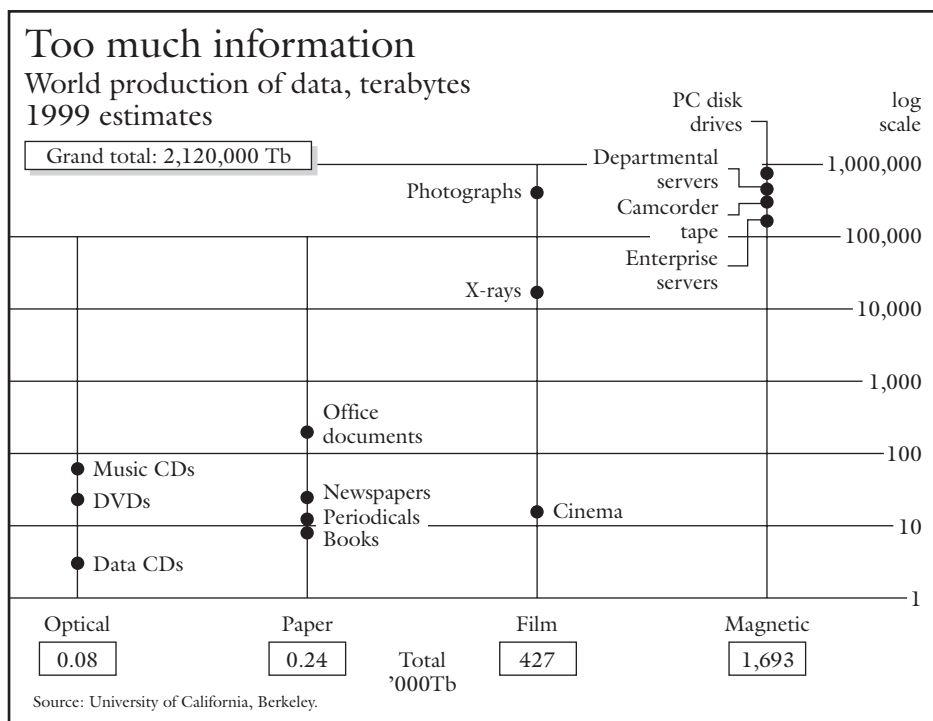 Too much information
World production of data, terabytes
1999 estimates
Grand total: 2,120,000 Tb
PC disk
drives
log
scale
Departmental
servers
1,000,000
Photographs
Camcorder
tape
100,000
Enterprise
servers
X-rays
10,000
1,000
Office
documents
100
Music CDs
DVDs
Newspapers
Periodicals
Books
Cinema
10
Data CDs
1
Optical
Paper
Film
Magnetic
0.08
0.24
Total
’000Tb
427
1,693
Source: University of California, Berkeley.